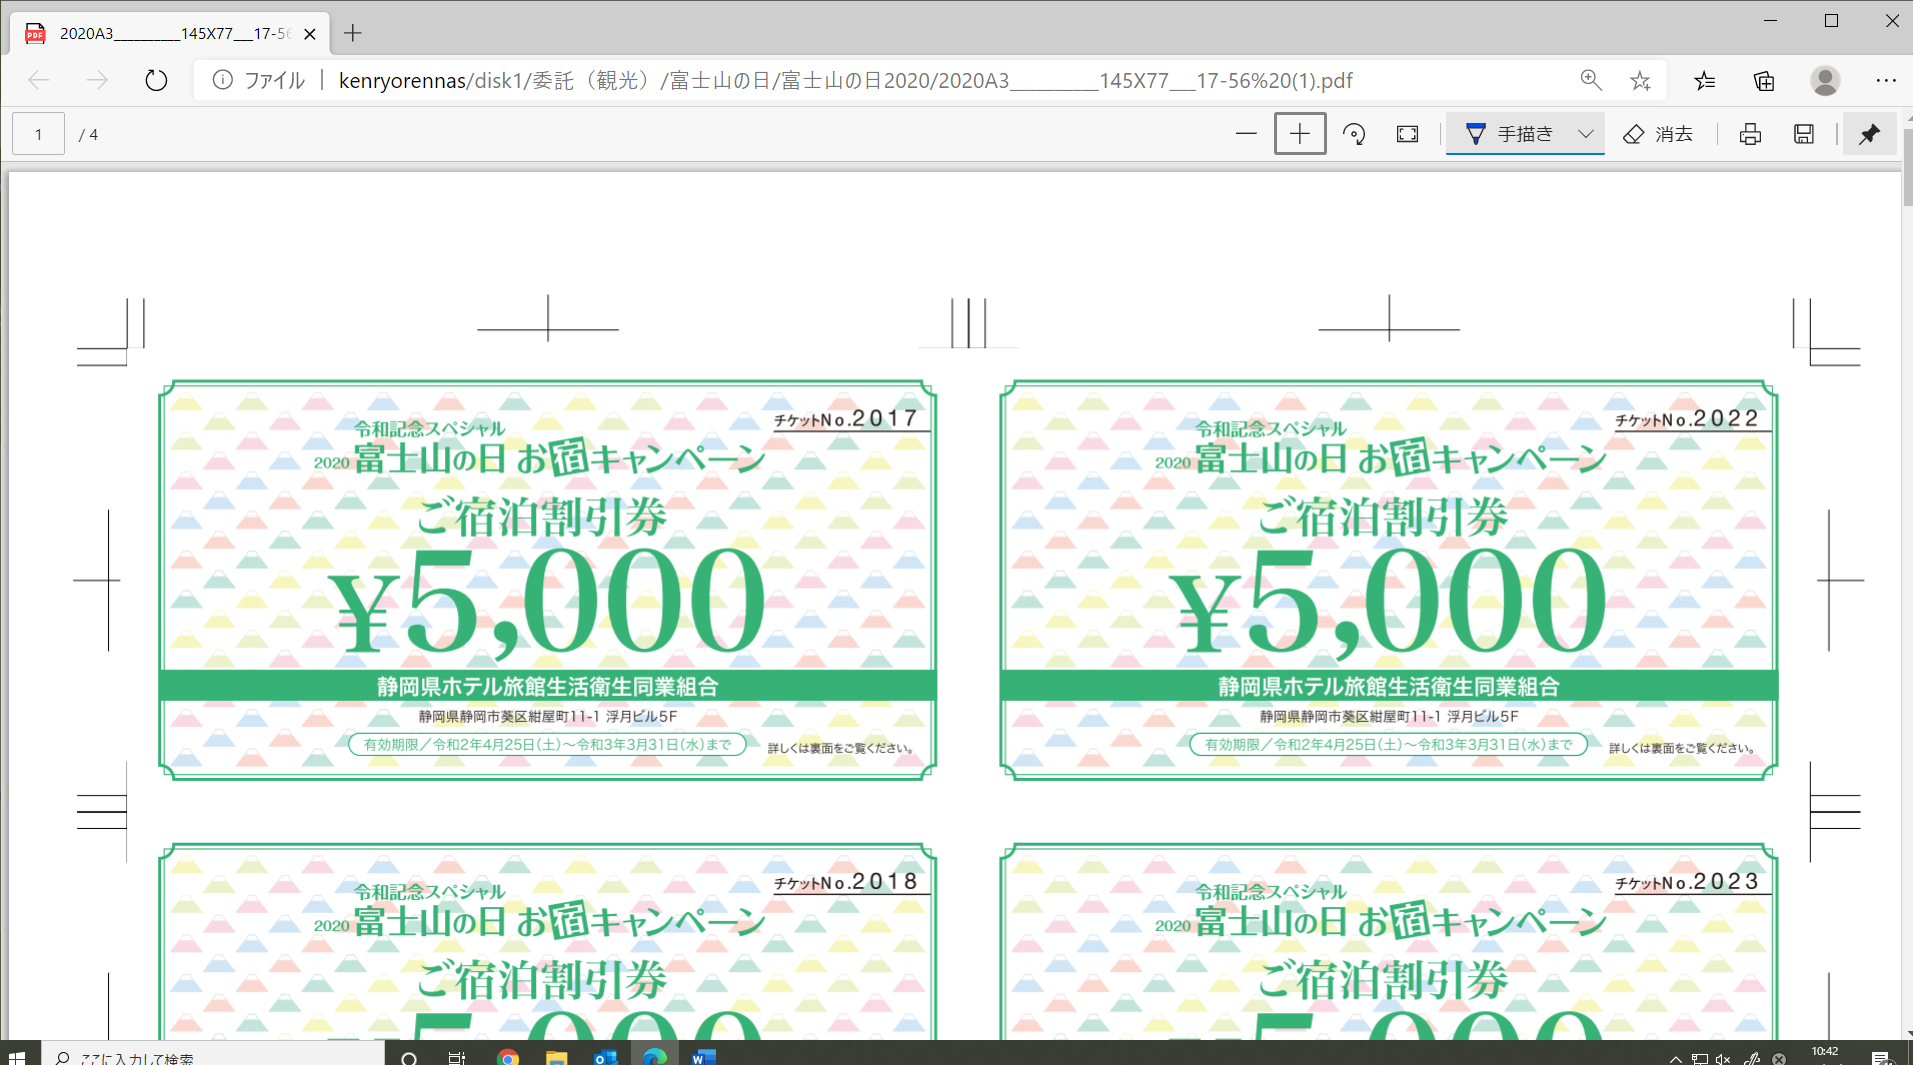 2020A3__________145X77___17-56
ファイル | kenryorennas/disk1/委託（観光）/富士山の日/富士山の日2020/2020A3__________145X77___17-56%20(1).pdf
1 / 4
手描き 消去
チケットNo.2017
令和記念スペシャル
2020 富士山の日 お宿キャンペーン
ご宿泊割引券
¥5,000
静岡県ホテル旅館生活衛生同業組合
静岡県静岡市葵区紺屋町11-1 浮月ビル5F
有効期限／令和2年4月25日(土)〜令和3年3月31日(水)まで
詳しくは裏面をご覧ください。
チケットNo.2022
令和記念スペシャル
2020 富士山の日 お宿キャンペーン
ご宿泊割引券
¥5,000
静岡県ホテル旅館生活衛生同業組合
静岡県静岡市葵区紺屋町11-1 浮月ビル5F
有効期限／令和2年4月25日(土)〜令和3年3月31日(水)まで
詳しくは裏面をご覧ください。
チケットNo.2018
令和記念スペシャル
2020 富士山の日 お宿キャンペーン
ご宿泊割引券
5,000
チケットNo.2023
令和記念スペシャル
2020 富士山の日 お宿キャンペーン
ご宿泊割引券
5,000
ここに入力して検索
10:42